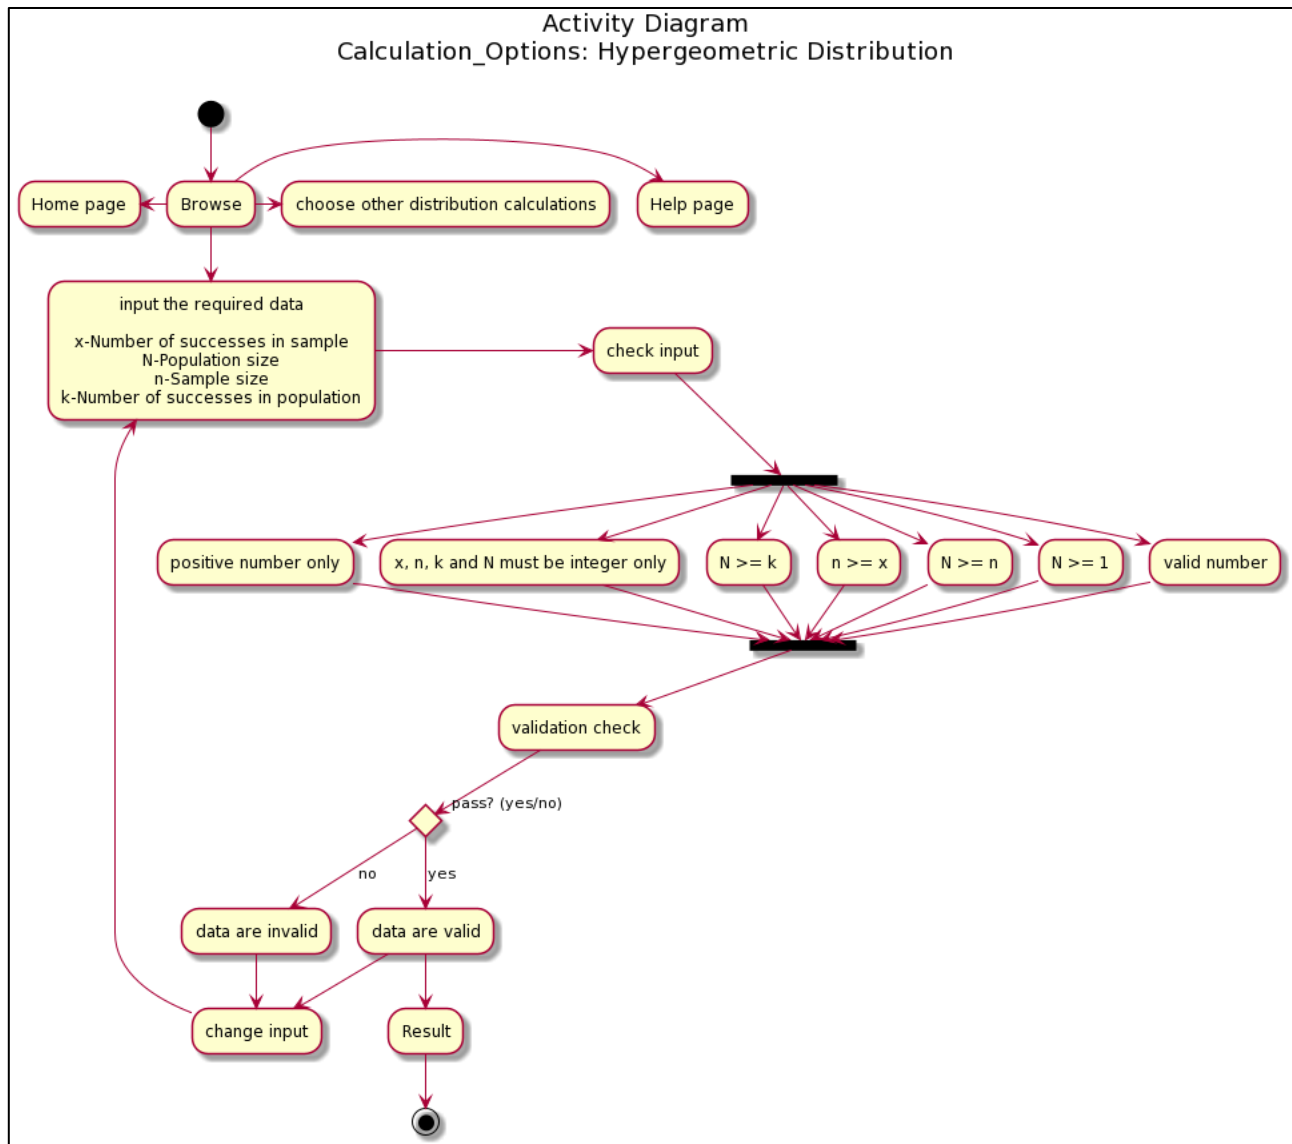 Activity Diagram
Calculation_Options: Hypergeometric Distribution
Home page
Browse
choose other distribution calculations
Help page
input the required data
x-Number of successes in sample
N-Population size
n-Sample size
k-Number of successes in population
check input
positive number only
x, n, k and N must be integer only
N >= k
n >= x
N >= n
N >= 1
valid number
validation check
pass? (yes/no)
no
yes
data are invalid
data are valid
change input
Result